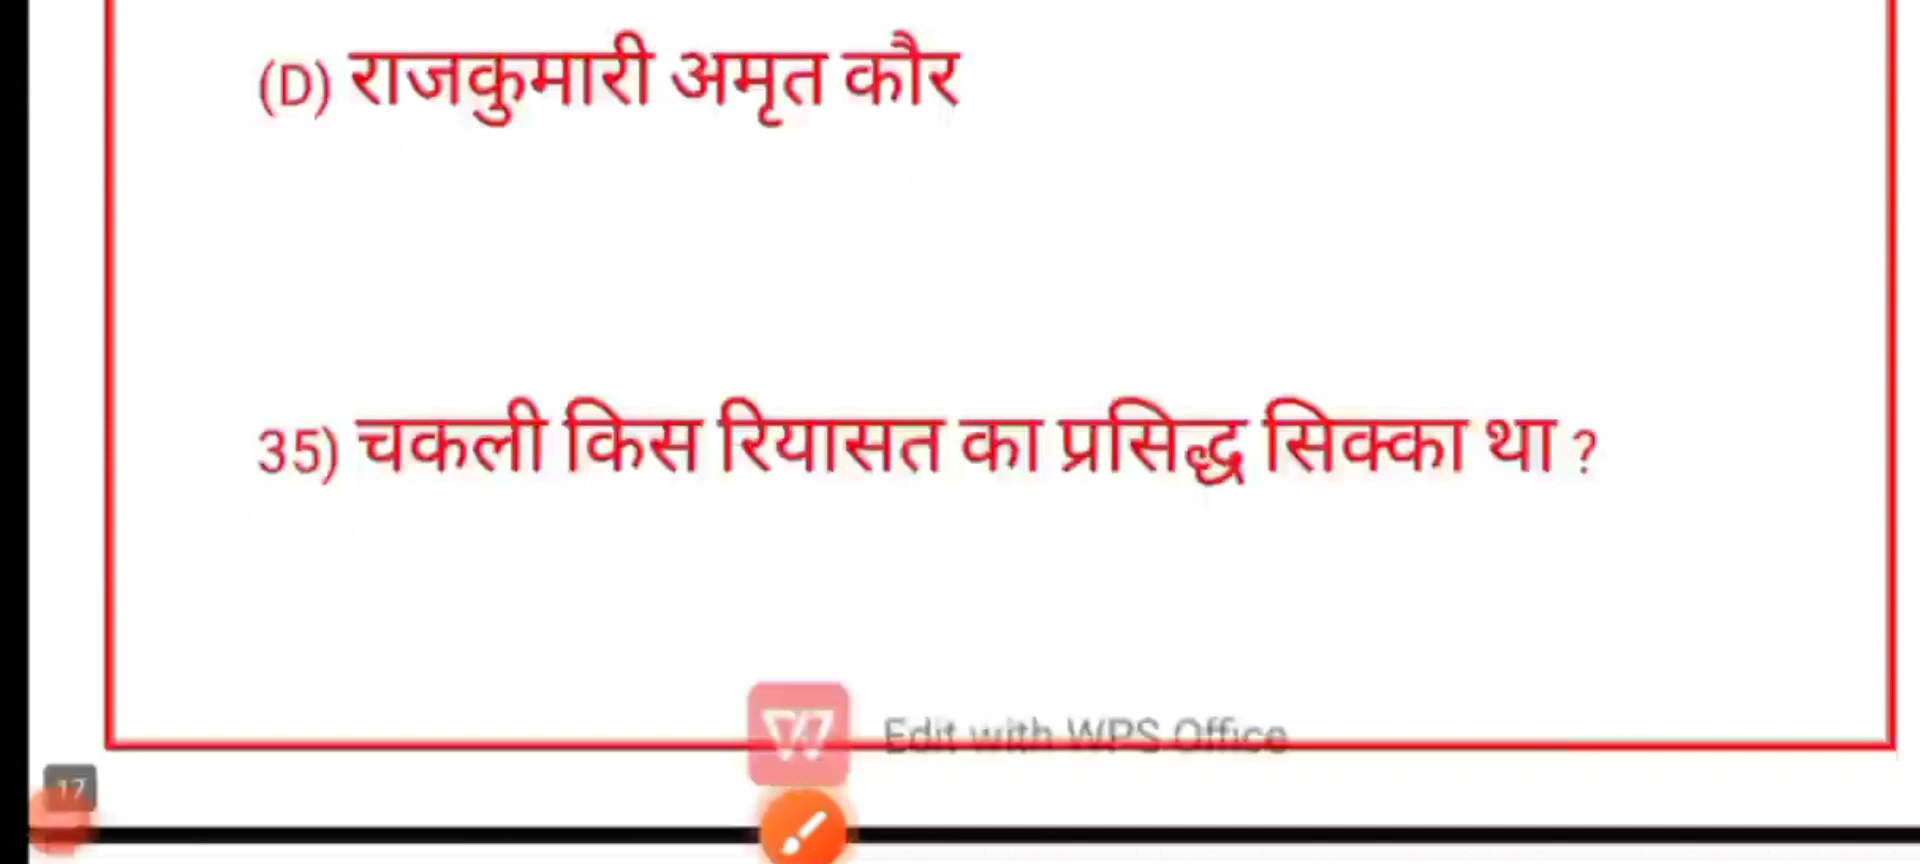 (D) राजकुमारी अमृत कौर
35) चकली किस रियासत का प्रसिद्ध सिक्का था ?
Edit with WPS Office
17